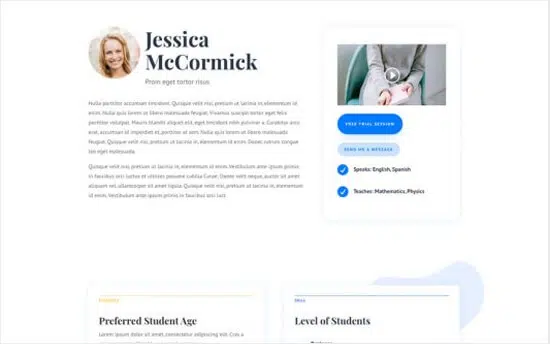 Jessica
McCormick
Proin eget tortor risus.
Nulla porttitor accumsan tincidunt. Quisque velit nisi, pretium ut lacinia in, elementum id
enim. Nulla quis lorem ut libero malesuada feugiat. Vivamus suscipit tortor eget felis
porttitor volutpat. Mauris blandit aliquet elit, eget tincidunt nibh pulvinar a. Curabitur arcu
erat, accumsan id imperdiet et, porttitor at sem. Nulla quis lorem ut libero malesuada
feugiat. Quisque velit nisi, pretium ut lacinia in, elementum id enim. Donec rutrum congue
leo eget malesuada.
Quisque velit nisi, pretium ut lacinia in, elementum id enim. Vestibulum ante ipsum primis
in faucibus orci luctus et ultrices posuere cubilia Curae; Donec velit neque, auctor sit amet
aliquam vel, ullamcorper sit amet ligula. Quisque velit nisi, pretium ut lacinia in, elementum
id enim. Vestibulum ante ipsum primis in faucibus orci luct
FREE TRIAL SESSION
SEND ME A MESSAGE
Speaks: English, Spanish
Teaches: Mathematics, Physics
Preferred Student Age
Lorem ipsum dolor sit amet, consectetur adipiscing elit. Cras a
Level of Students